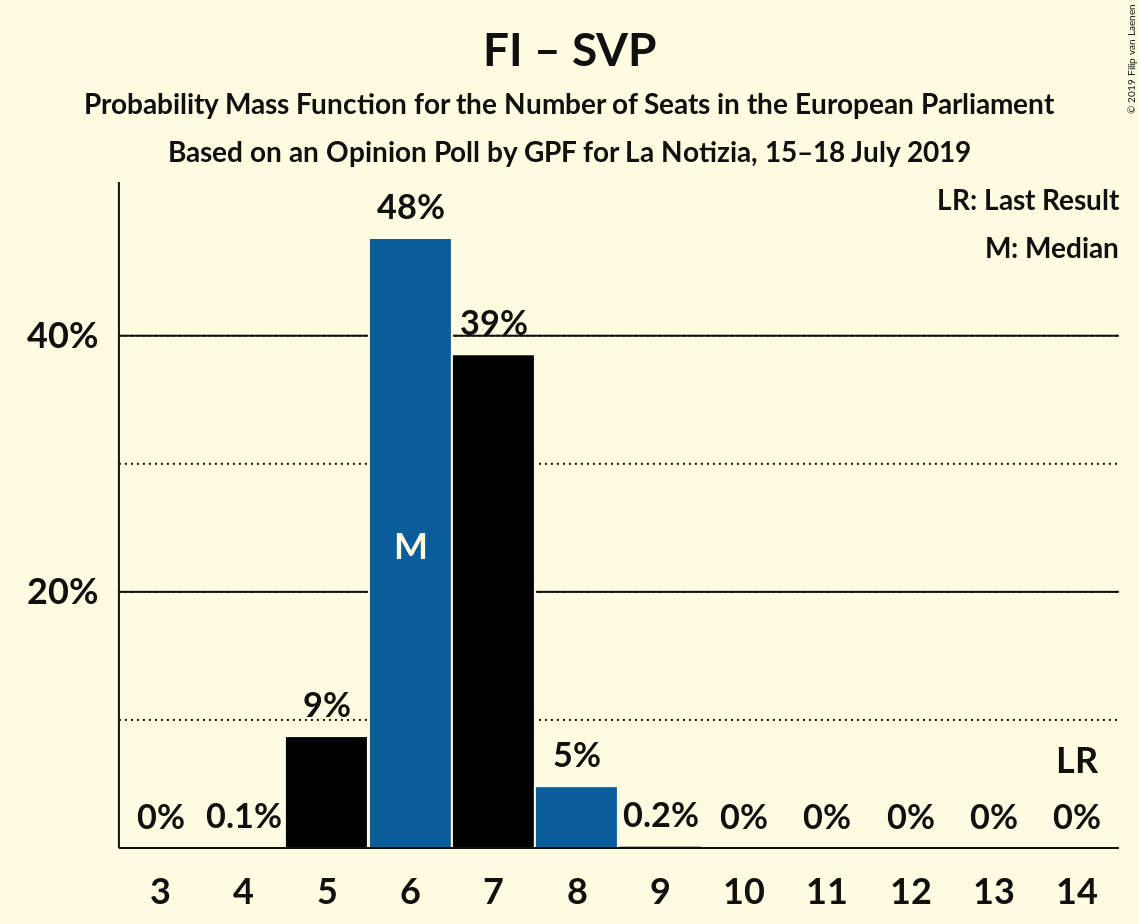 FI – SVP
Probability Mass Function for the Number of Seats in the European Parliament
Based on an Opinion Poll by GPF for La Notizia, 15–18 July 2019
© 2019 Filip van Laenen
LR: Last Result
M: Median
48%
39%
40%
M
20%
9%
5%
LR
0% 0.1% 0.2% 0% 0% 0% 0% 0%
3 4 5 6 7 8 9 10 11 12 13 14